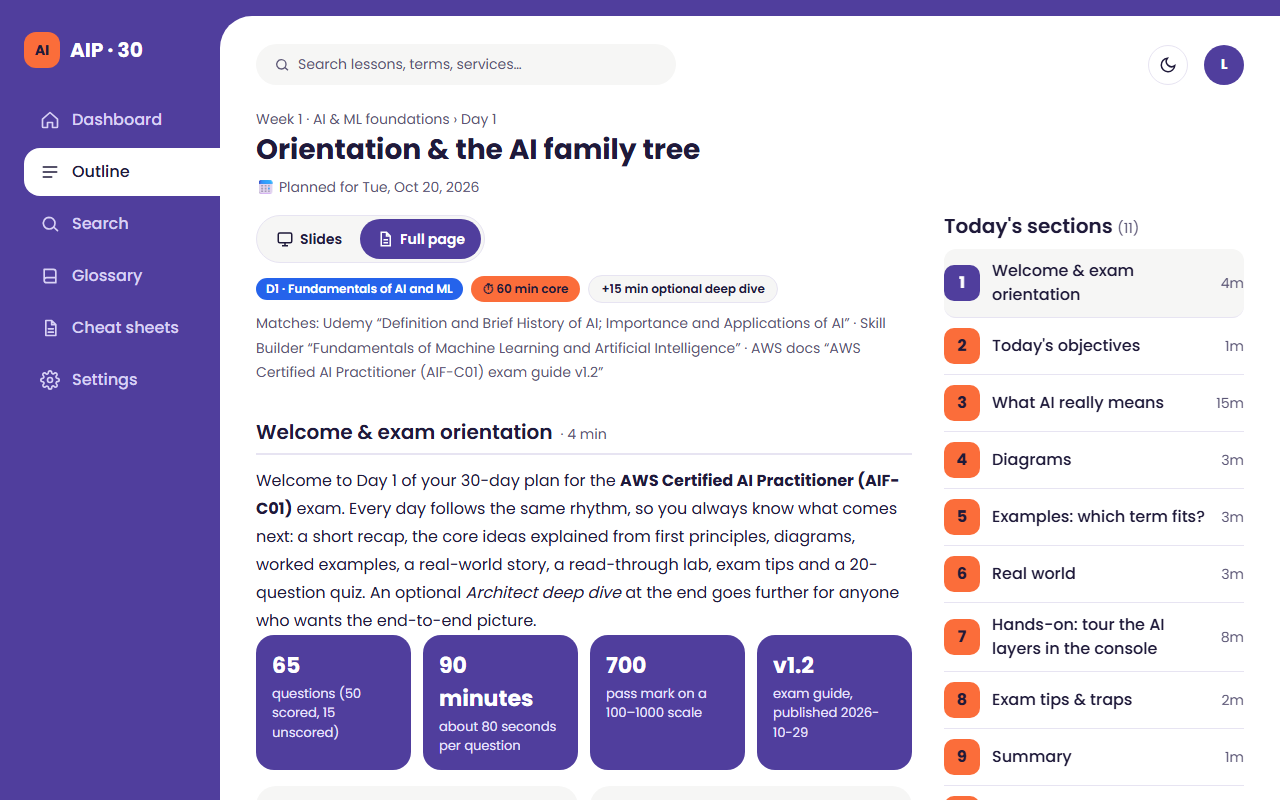 AI AIP · 30
Dashboard
Outline
Search
Glossary
Cheat sheets
Settings
Search lessons, terms, services…
L
Week 1 · AI & ML foundations › Day 1
Orientation & the AI family tree
Planned for Tue, Oct 20, 2026
Slides
Full page
D1 · Fundamentals of AI and ML
⏱ 60 min core
+15 min optional deep dive
Matches: Udemy “Definition and Brief History of AI; Importance and Applications of AI” · Skill
Builder “Fundamentals of Machine Learning and Artificial Intelligence” · AWS docs “AWS
Certified AI Practitioner (AIF-C01) exam guide v1.2”
Welcome & exam orientation · 4 min
Welcome to Day 1 of your 30-day plan for the AWS Certified AI Practitioner (AIF-
C01) exam. Every day follows the same rhythm, so you always know what comes
next: a short recap, the core ideas explained from first principles, diagrams,
worked examples, a real-world story, a read-through lab, exam tips and a 20-
question quiz. An optional Architect deep dive at the end goes further for anyone
who wants the end-to-end picture.
65
questions (50
scored, 15
unscored)
90
minutes
about 80 seconds
per question
700
pass mark on a
100–1000 scale
v1.2
exam guide,
published 2026-
10-29
Today's sections (11)
1 Welcome & exam
orientation 4m
2 Today's objectives 1m
3 What AI really means 15m
4 Diagrams 3m
5 Examples: which term fits? 3m
6 Real world 3m
7 Hands-on: tour the AI
layers in the console 8m
8 Exam tips & traps 2m
9 Summary 1m